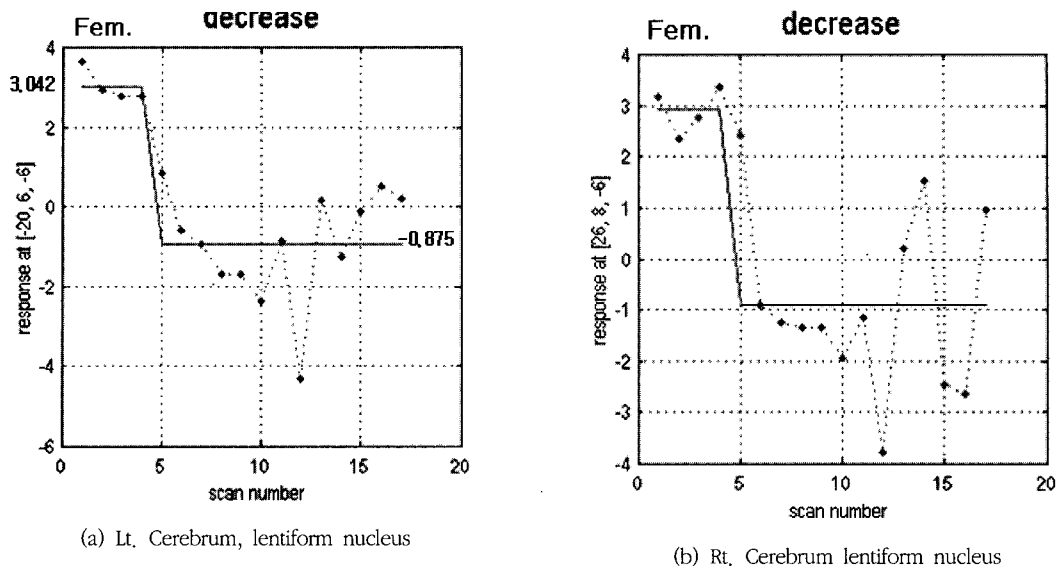 Fem.
decrease
4
3.042
2
0
-0.875
-2
-4
-6
0
5
10
15
20
response at [-20, 6, -6]
scan number
(a) Lt. Cerebrum, lentiform nucleus
Fem.
decrease
4
3
2
1
0
-1
-2
-3
-4
0
5
10
15
20
response at [26, 8, -6]
scan number
(b) Rt. Cerebrum lentiform nucleus